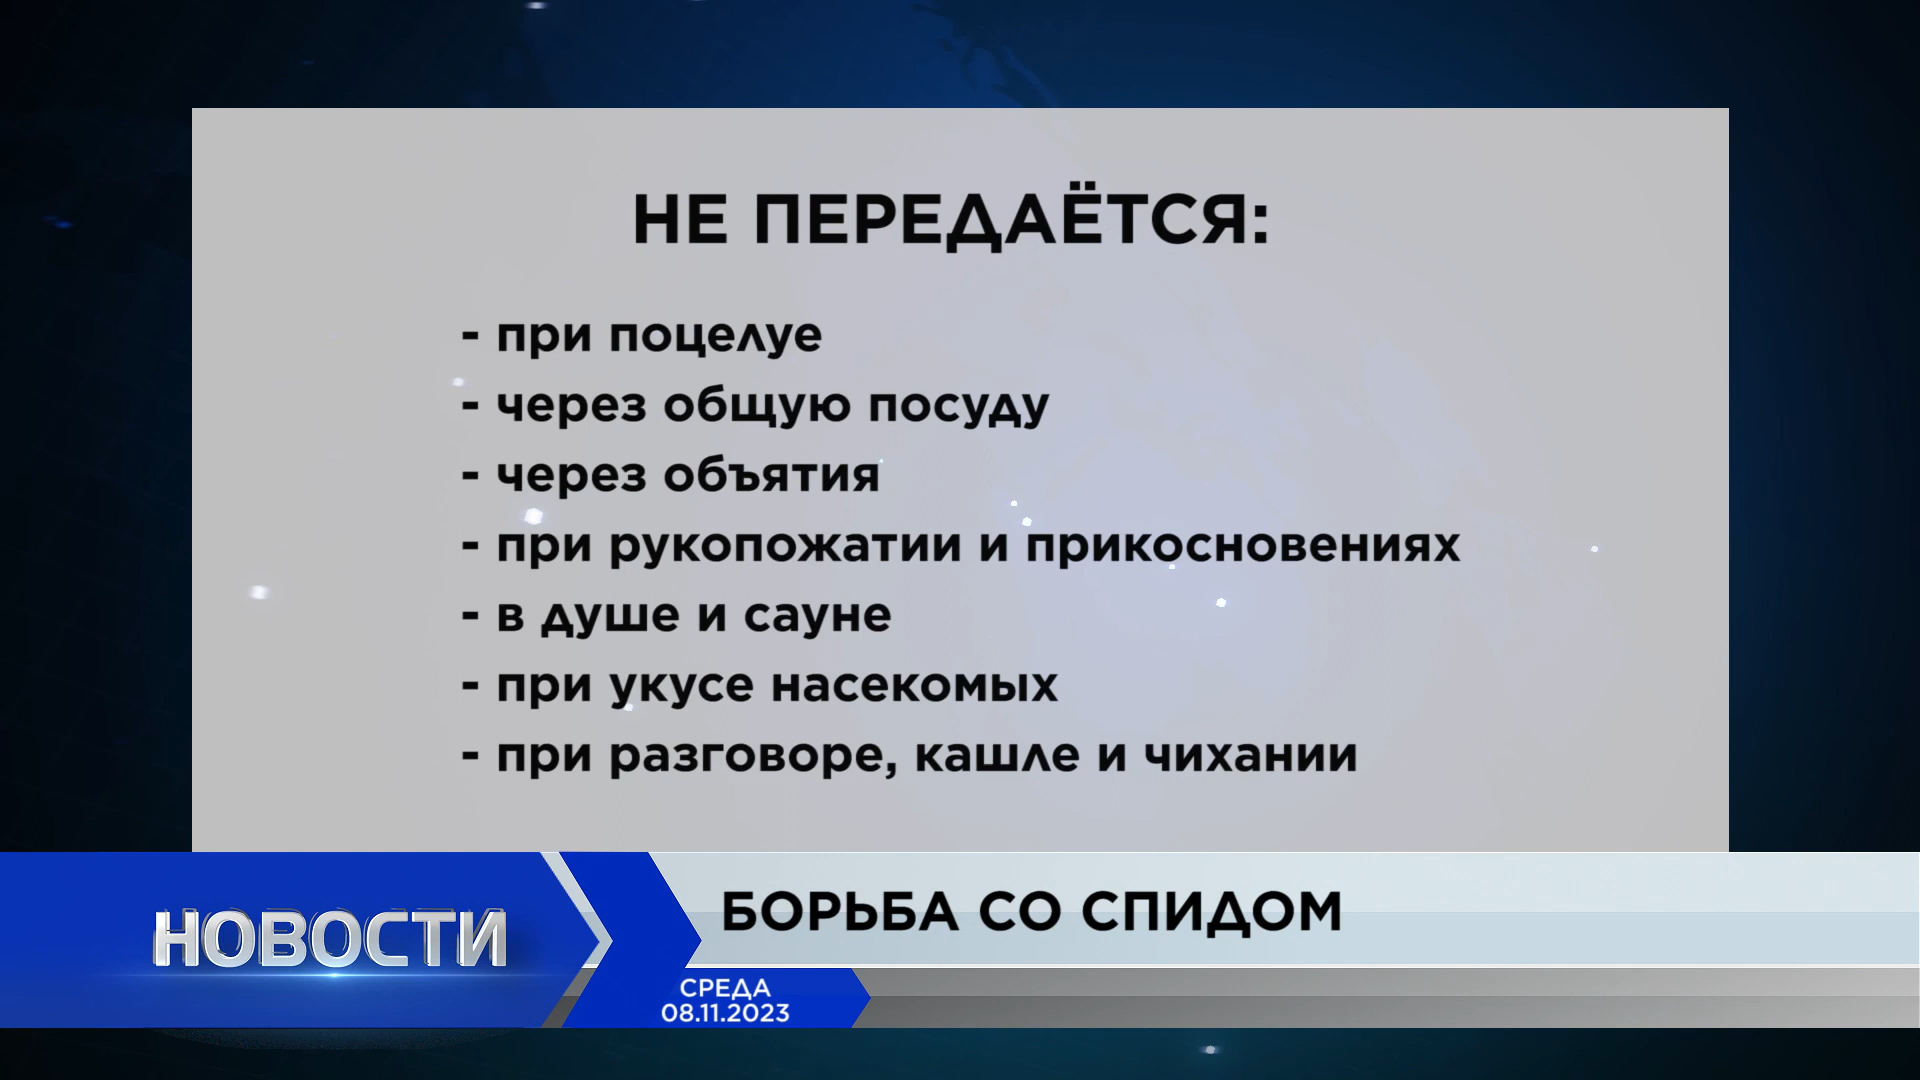 НЕ ПЕРЕДАЁТСЯ:
- при поцелуе
- через общую посуду
- через объятия
- при рукопожатии и прикосновениях
- в душе и сауне
- при укусе насекомых
- при разговоре, кашле и чихании
НОВОСТИ
БОРЬБА СО СПИДОМ
СРЕДА
08.11.2023